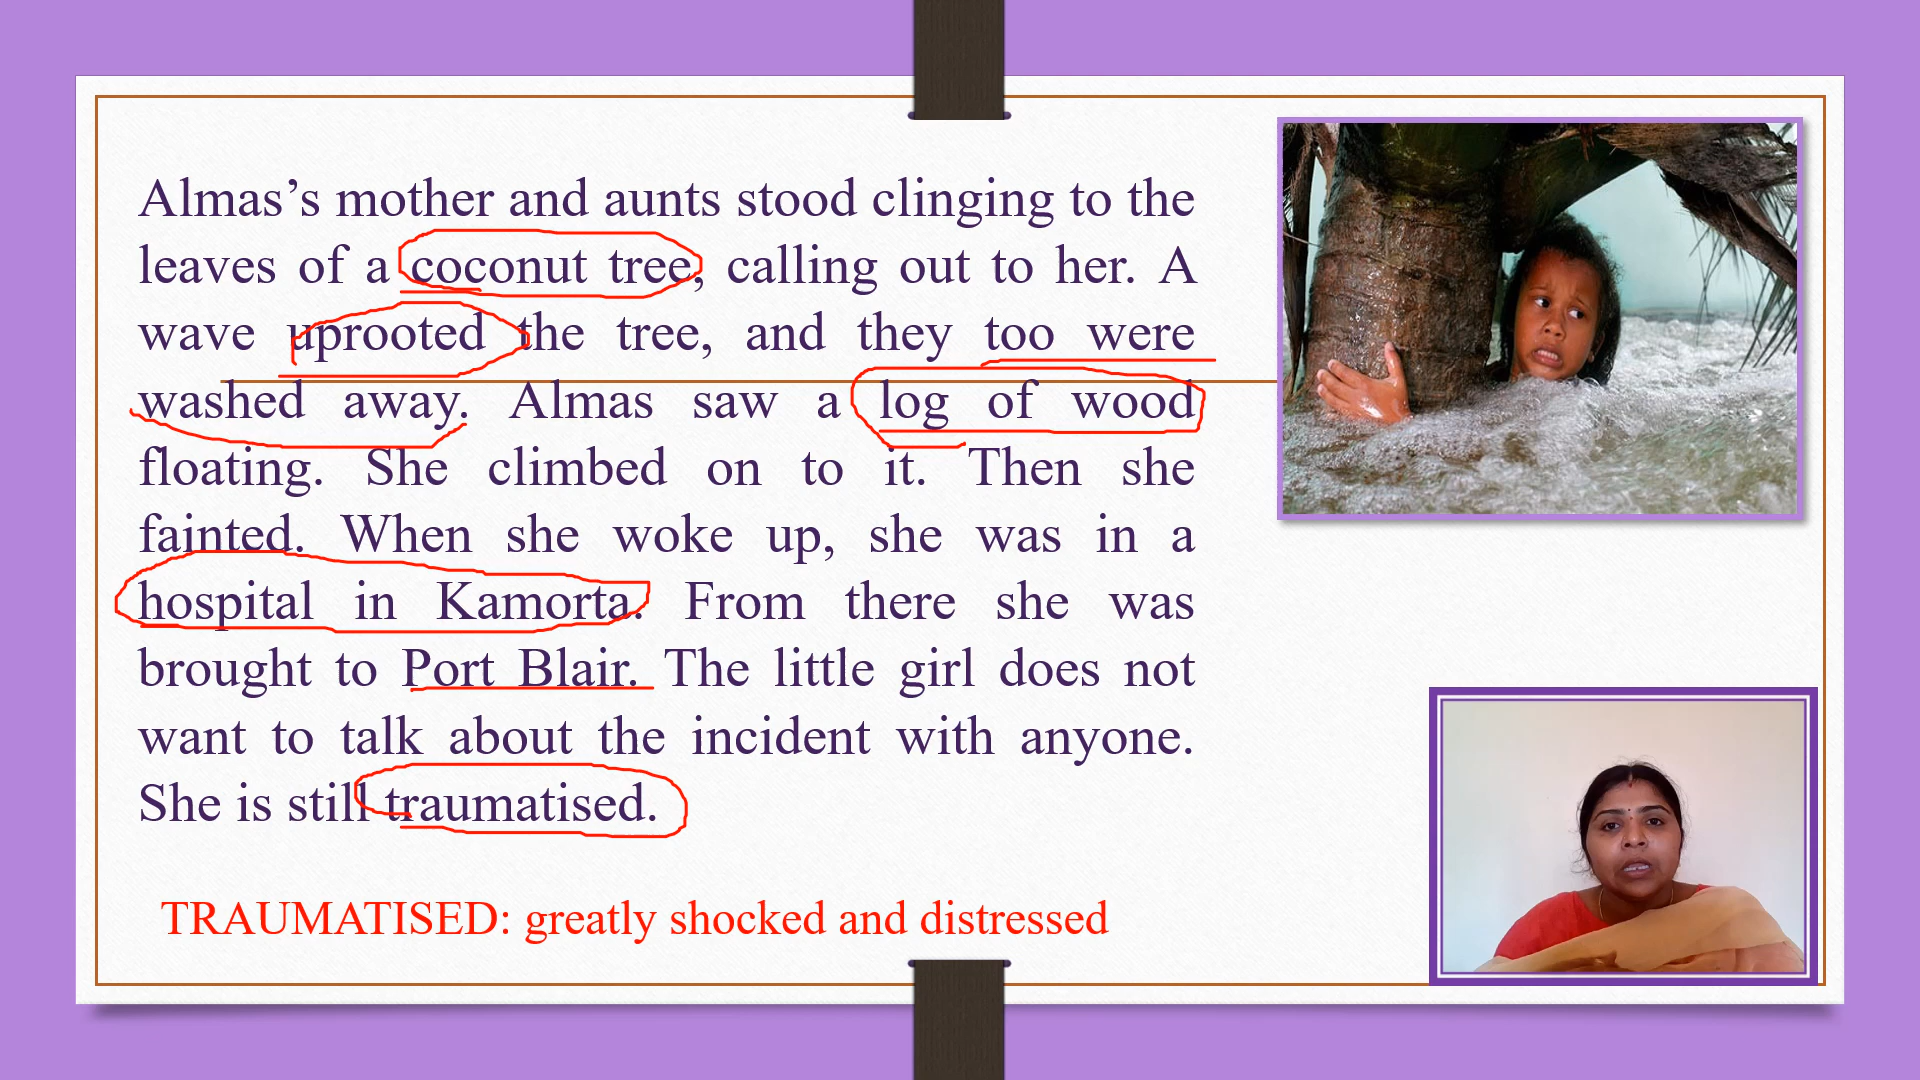 Almas’s mother and aunts stood clinging to the
leaves of a coconut tree, calling out to her. A
wave uprooted the tree, and they too were
washed away. Almas saw a log of wood
floating. She climbed on to it. Then she
fainted. When she woke up, she was in a
hospital in Kamorta. From there she was
brought to Port Blair. The little girl does not
want to talk about the incident with anyone.
She is still traumatised.
TRAUMATISED: greatly shocked and distressed